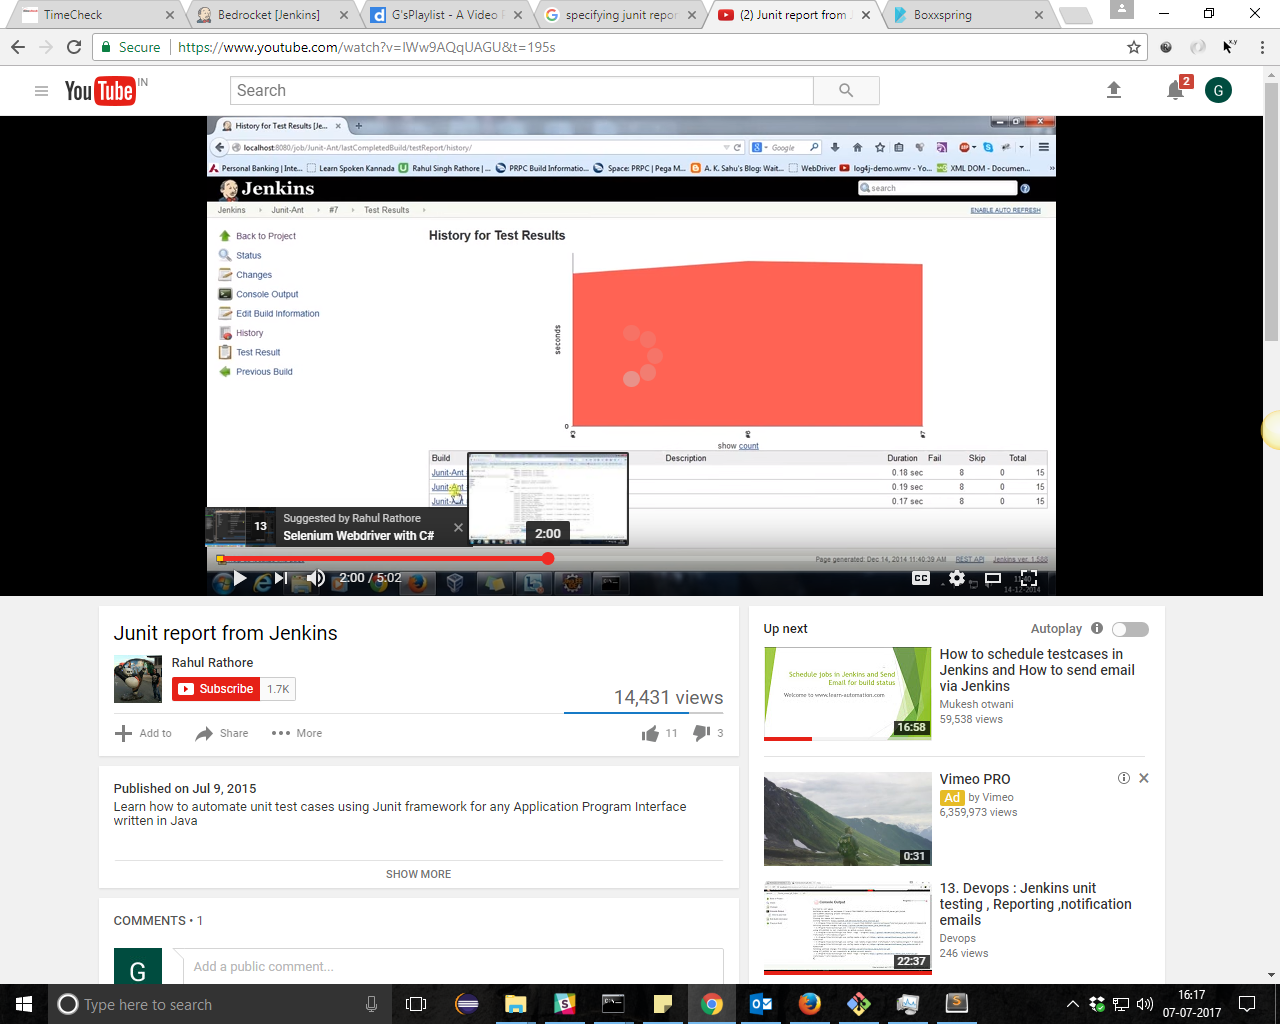 TimeCheck
Bedrocket [Jenkins]
G'sPlaylist - A Video
specifying junit repor
(2) Junit report from
Boxxspring
Secure
https://www.youtube.com/watch?v=IWw9AQqUAGU&t=195s
YouTube IN
Search
2
G
History for Test Results [Je...
localhost:8080/job/Junit-Ant/lastCompletedBuild/testReport/history/
Google
Personal Banking | Inte...
Learn Spoken Kannada
Rahul Singh Rathore | ...
PRPC Build Informatio...
Space: PRPC | Pega M...
A. K. Sahu's Blog: Wait...
WebDriver
log4j-demo.wmv - Yo...
XML DOM - Documen...
Jenkins
search
Jenkins
Junit-Ant
#7
Test Results
ENABLE AUTO REFRESH
Back to Project
Status
Changes
Console Output
Edit Build Information
History
Test Result
Previous Build
History for Test Results
seconds
0
#3
#6
#7
show count
Build Description Duration Fail Skip Total
Junit-Ant 0.18 sec 8 0 15
Junit-Ant 0.19 sec 8 0 15
Junit-Ant 0.17 sec 8 0 15
13
Suggested by Rahul Rathore
Selenium Webdriver with C#
2:00
Page generated: Dec 14, 2014 11:40:39 AM
REST API
Jenkins ver. 1.588
2:00 / 5:02
CC
14-12-2014
Junit report from Jenkins
Rahul Rathore
Subscribe 1.7K
14,431 views
Add to
Share
More
11
3
Published on Jul 9, 2015
Learn how to automate unit test cases using Junit framework for any Application Program Interface
written in Java
SHOW MORE
COMMENTS • 1
G
Add a public comment...
Up next
Autoplay
Schedule jobs in Jenkins and Send
Email for build status
Welcome to www.learn-automation.com
16:58
How to schedule testcases in
Jenkins and How to send email
via Jenkins
Mukesh otwani
59,538 views
0:31
Vimeo PRO
Ad by Vimeo
6,359,973 views
Console Output
22:37
13. Devops : Jenkins unit
testing , Reporting ,notification
emails
Devops
246 views
Type here to search
16:17
07-07-2017